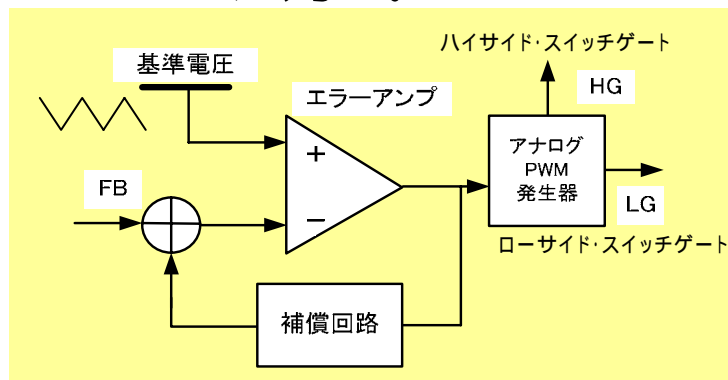 基準電圧
ハイサイド・スイッチゲート
エラーアンプ
HG
+
アナログ
PWM
発生器
FB
−
LG
ローサイド・スイッチゲート
補償回路